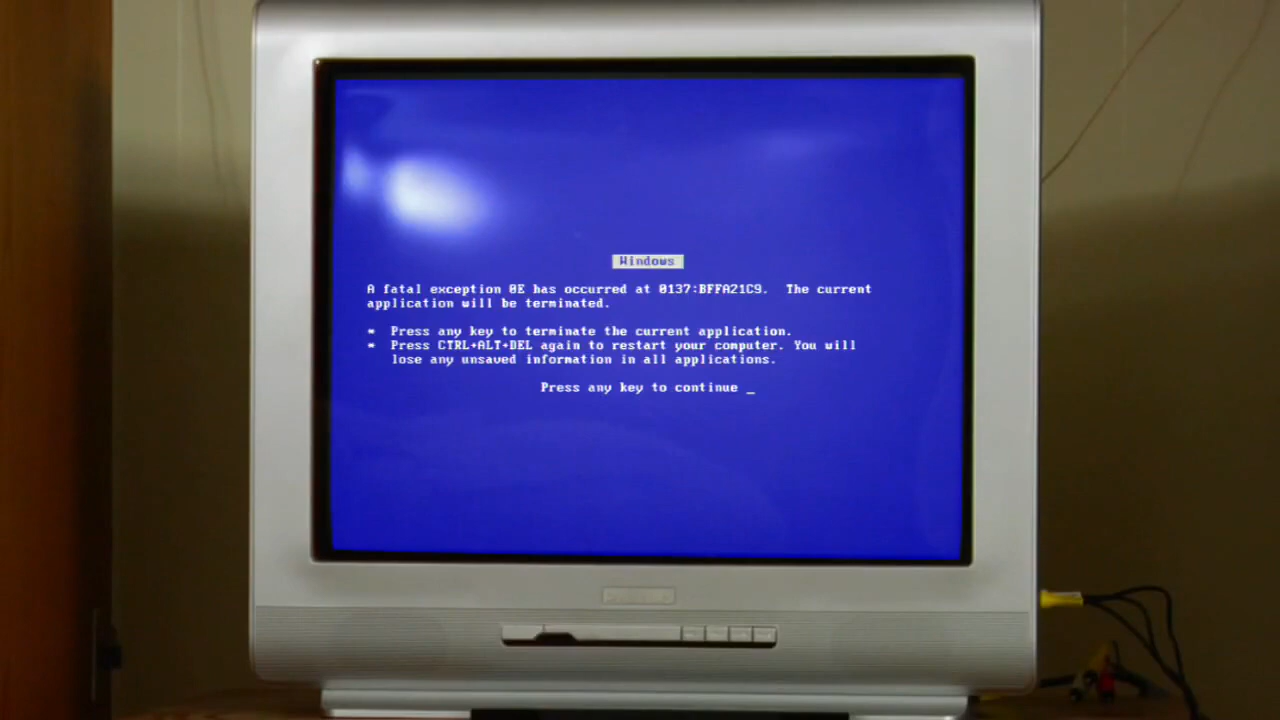 Windows
A fatal exception 0E has occurred at 0137:BFFA21C9. The current
application will be terminated.
* Press any key to terminate the current application.
* Press CTRL+ALT+DEL again to restart your computer. You will
lose any unsaved information in all applications.
Press any key to continue _